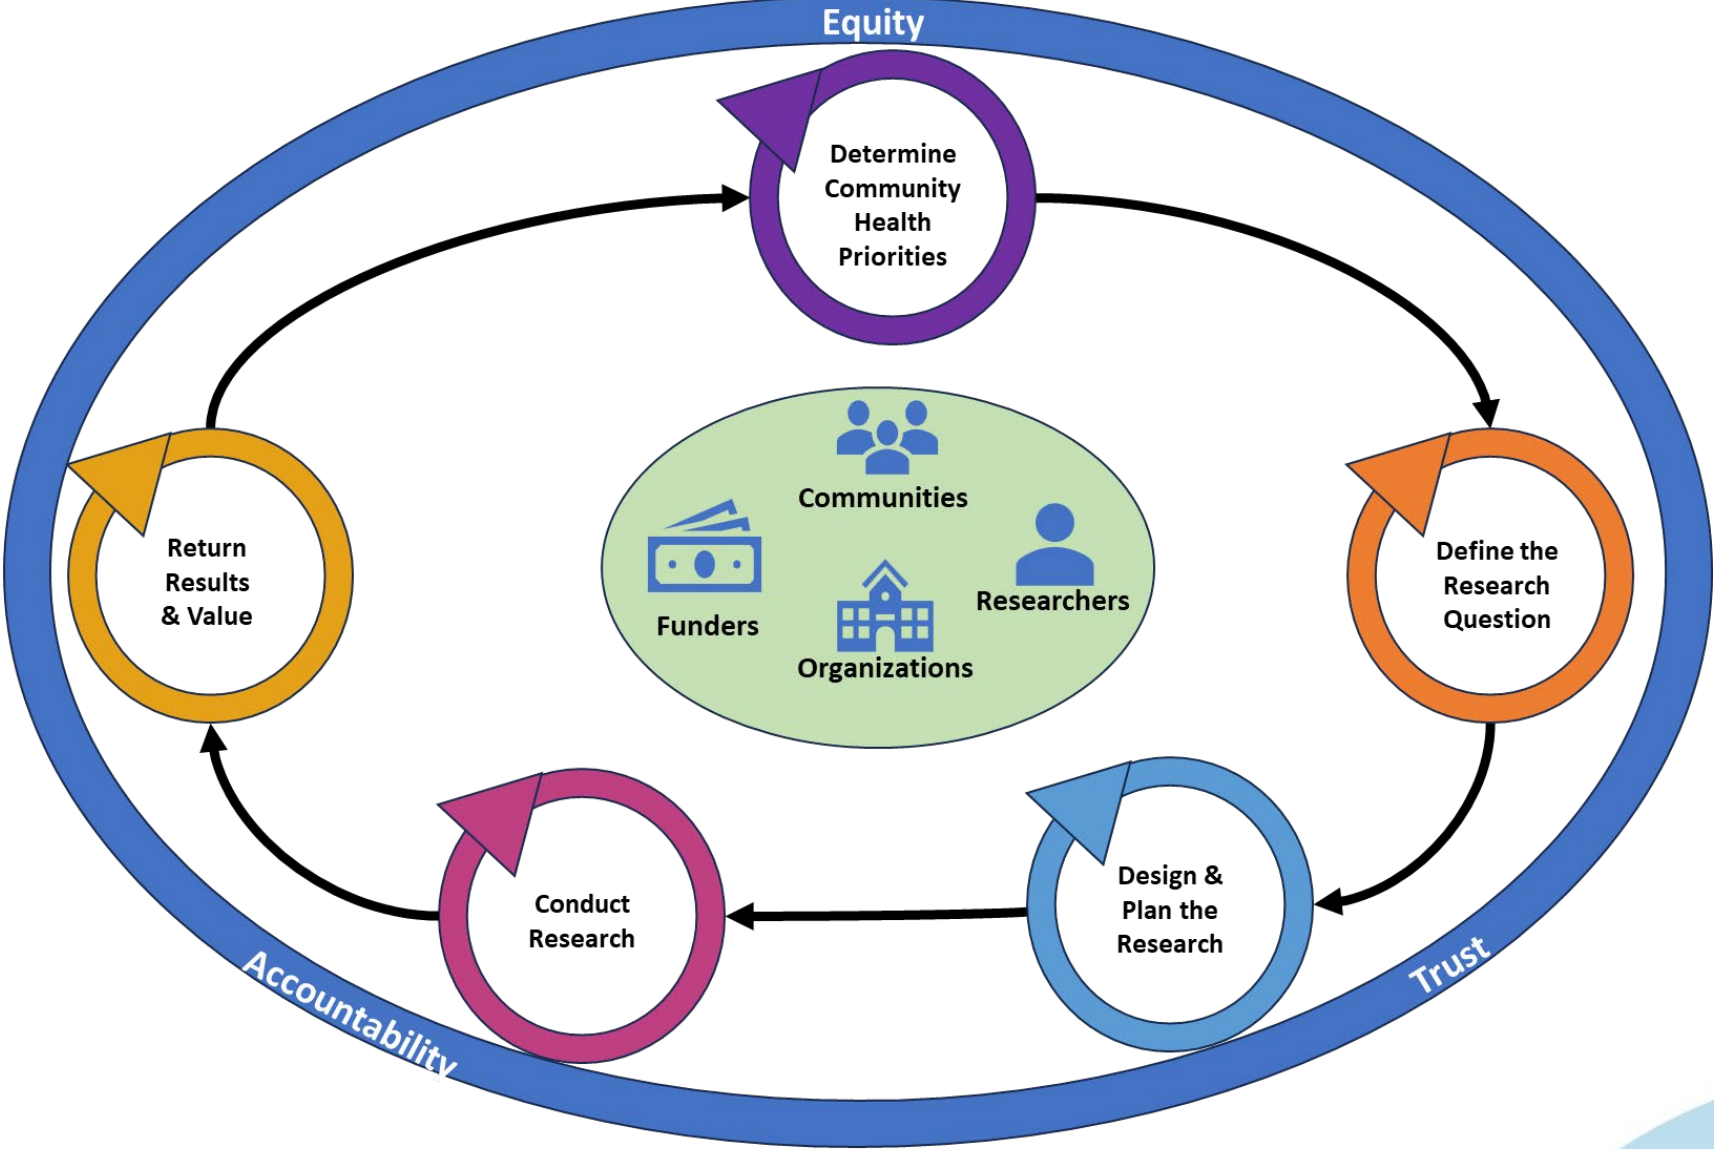 Equity
Determine
Community
Health
Priorities
Define the
Research
Question
Design &
Plan the
Research
Conduct
Research
Return
Results
& Value
Communities
Funders
Researchers
Organizations
Accountability
Trust